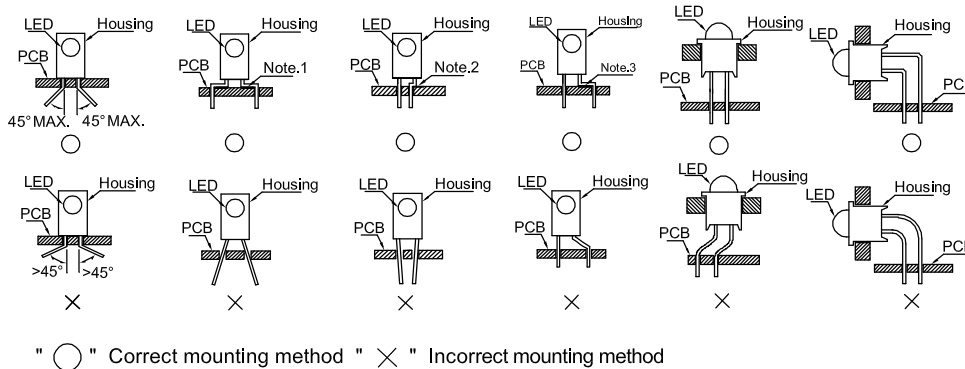 LED Housing PCB 45° MAX. 45° MAX.
LED Housing PCB Note.1
LED Housing PCB Note.2
LED Housing PCB Note.3
LED Housing PCB
LED Housing PC
LED Housing PCB >45° >45°
LED Housing PCB
LED Housing PCB
LED Housing PCB
LED Housing PCB
LED Housing PC
" ◯ " Correct mounting method " ✕ " Incorrect mounting method